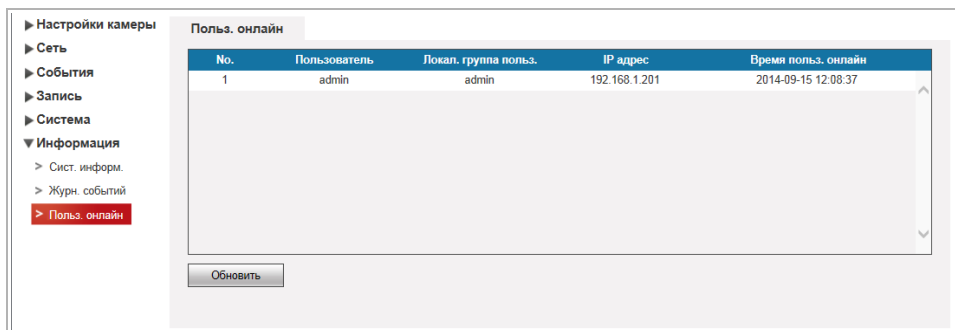 Настройки камеры
Сеть
События
Запись
Система
Информация
> Сист. информ.
> Журн. событий
> Польз. онлайн
Польз. онлайн
No. Пользователь Локал. группа польз. IP адрес Время польз. онлайн
1 admin admin 192.168.1.201 2014-09-15 12:08:37
Обновить